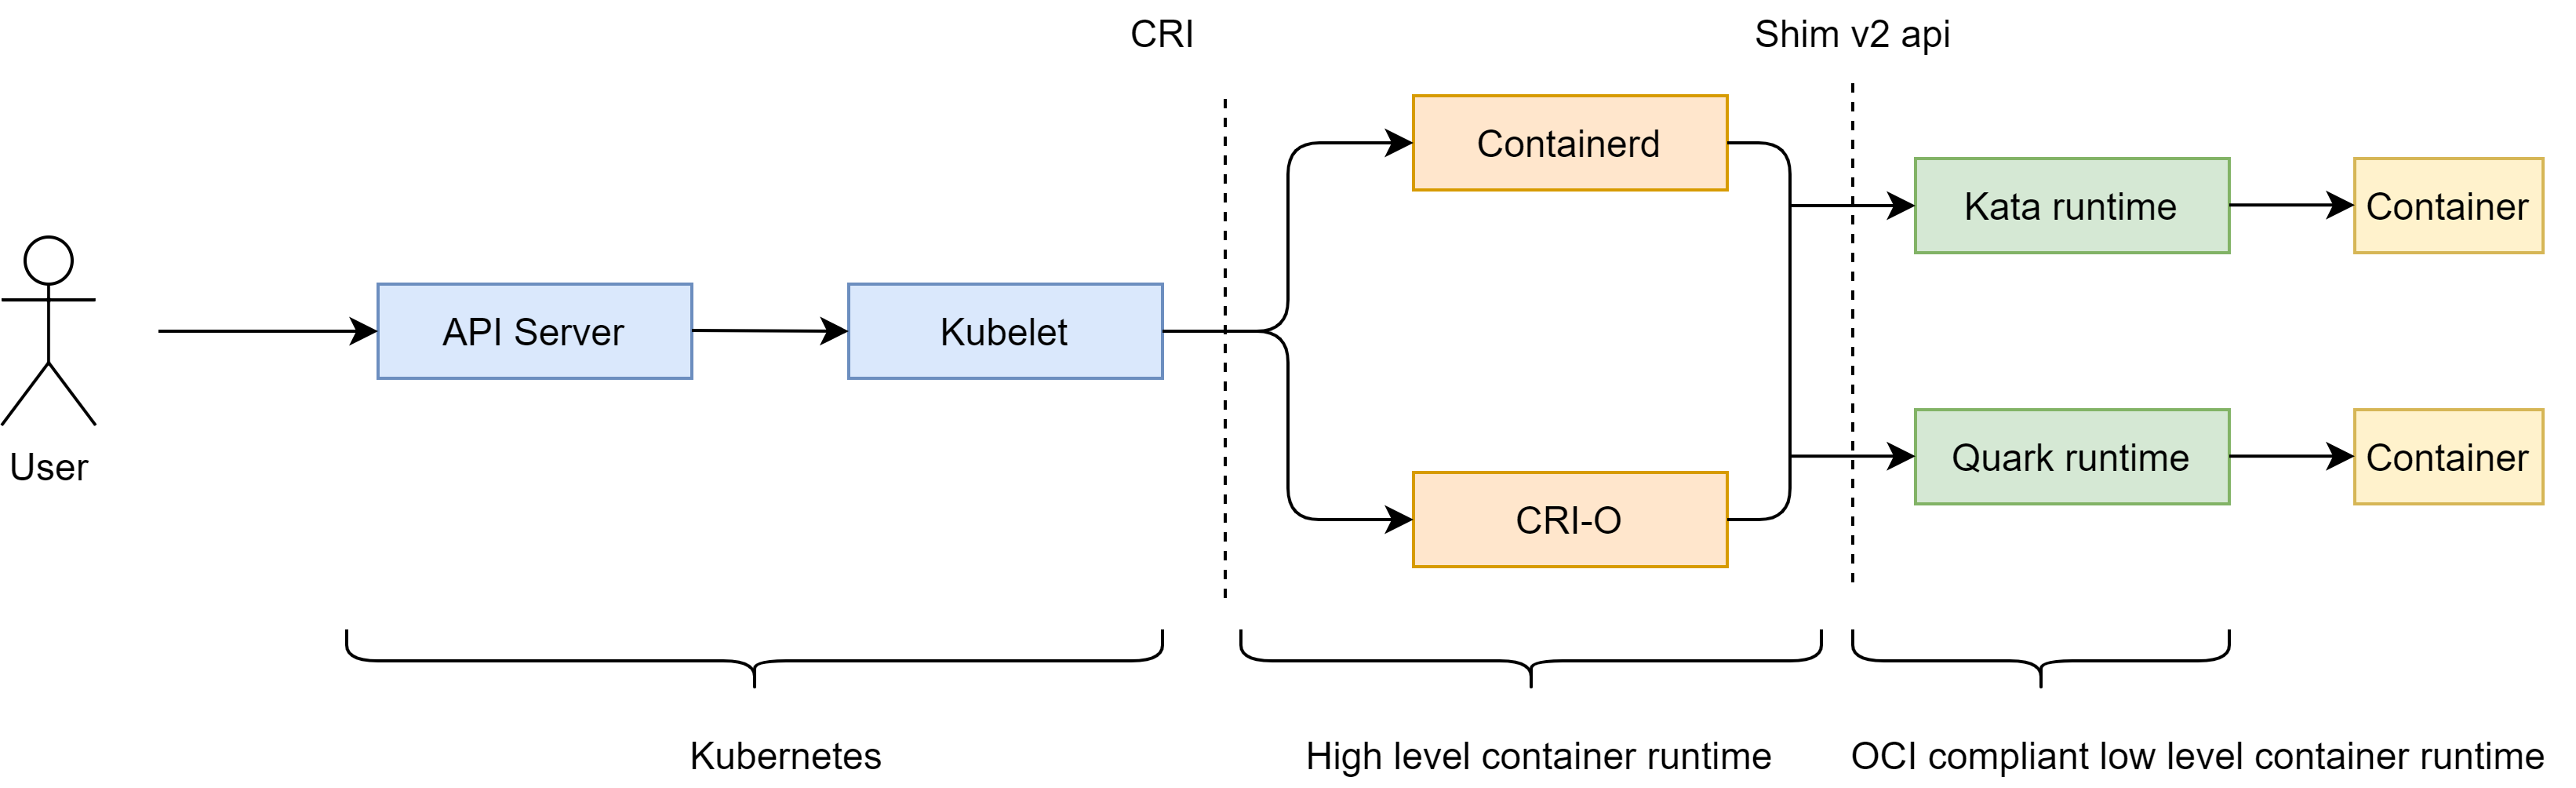 CRI
Shim v2 api
Containerd
Kata runtime
Container
API Server
Kubelet
User
Quark runtime
Container
CRI-O
Kubernetes
High level container runtime
OCI compliant low level container runtime